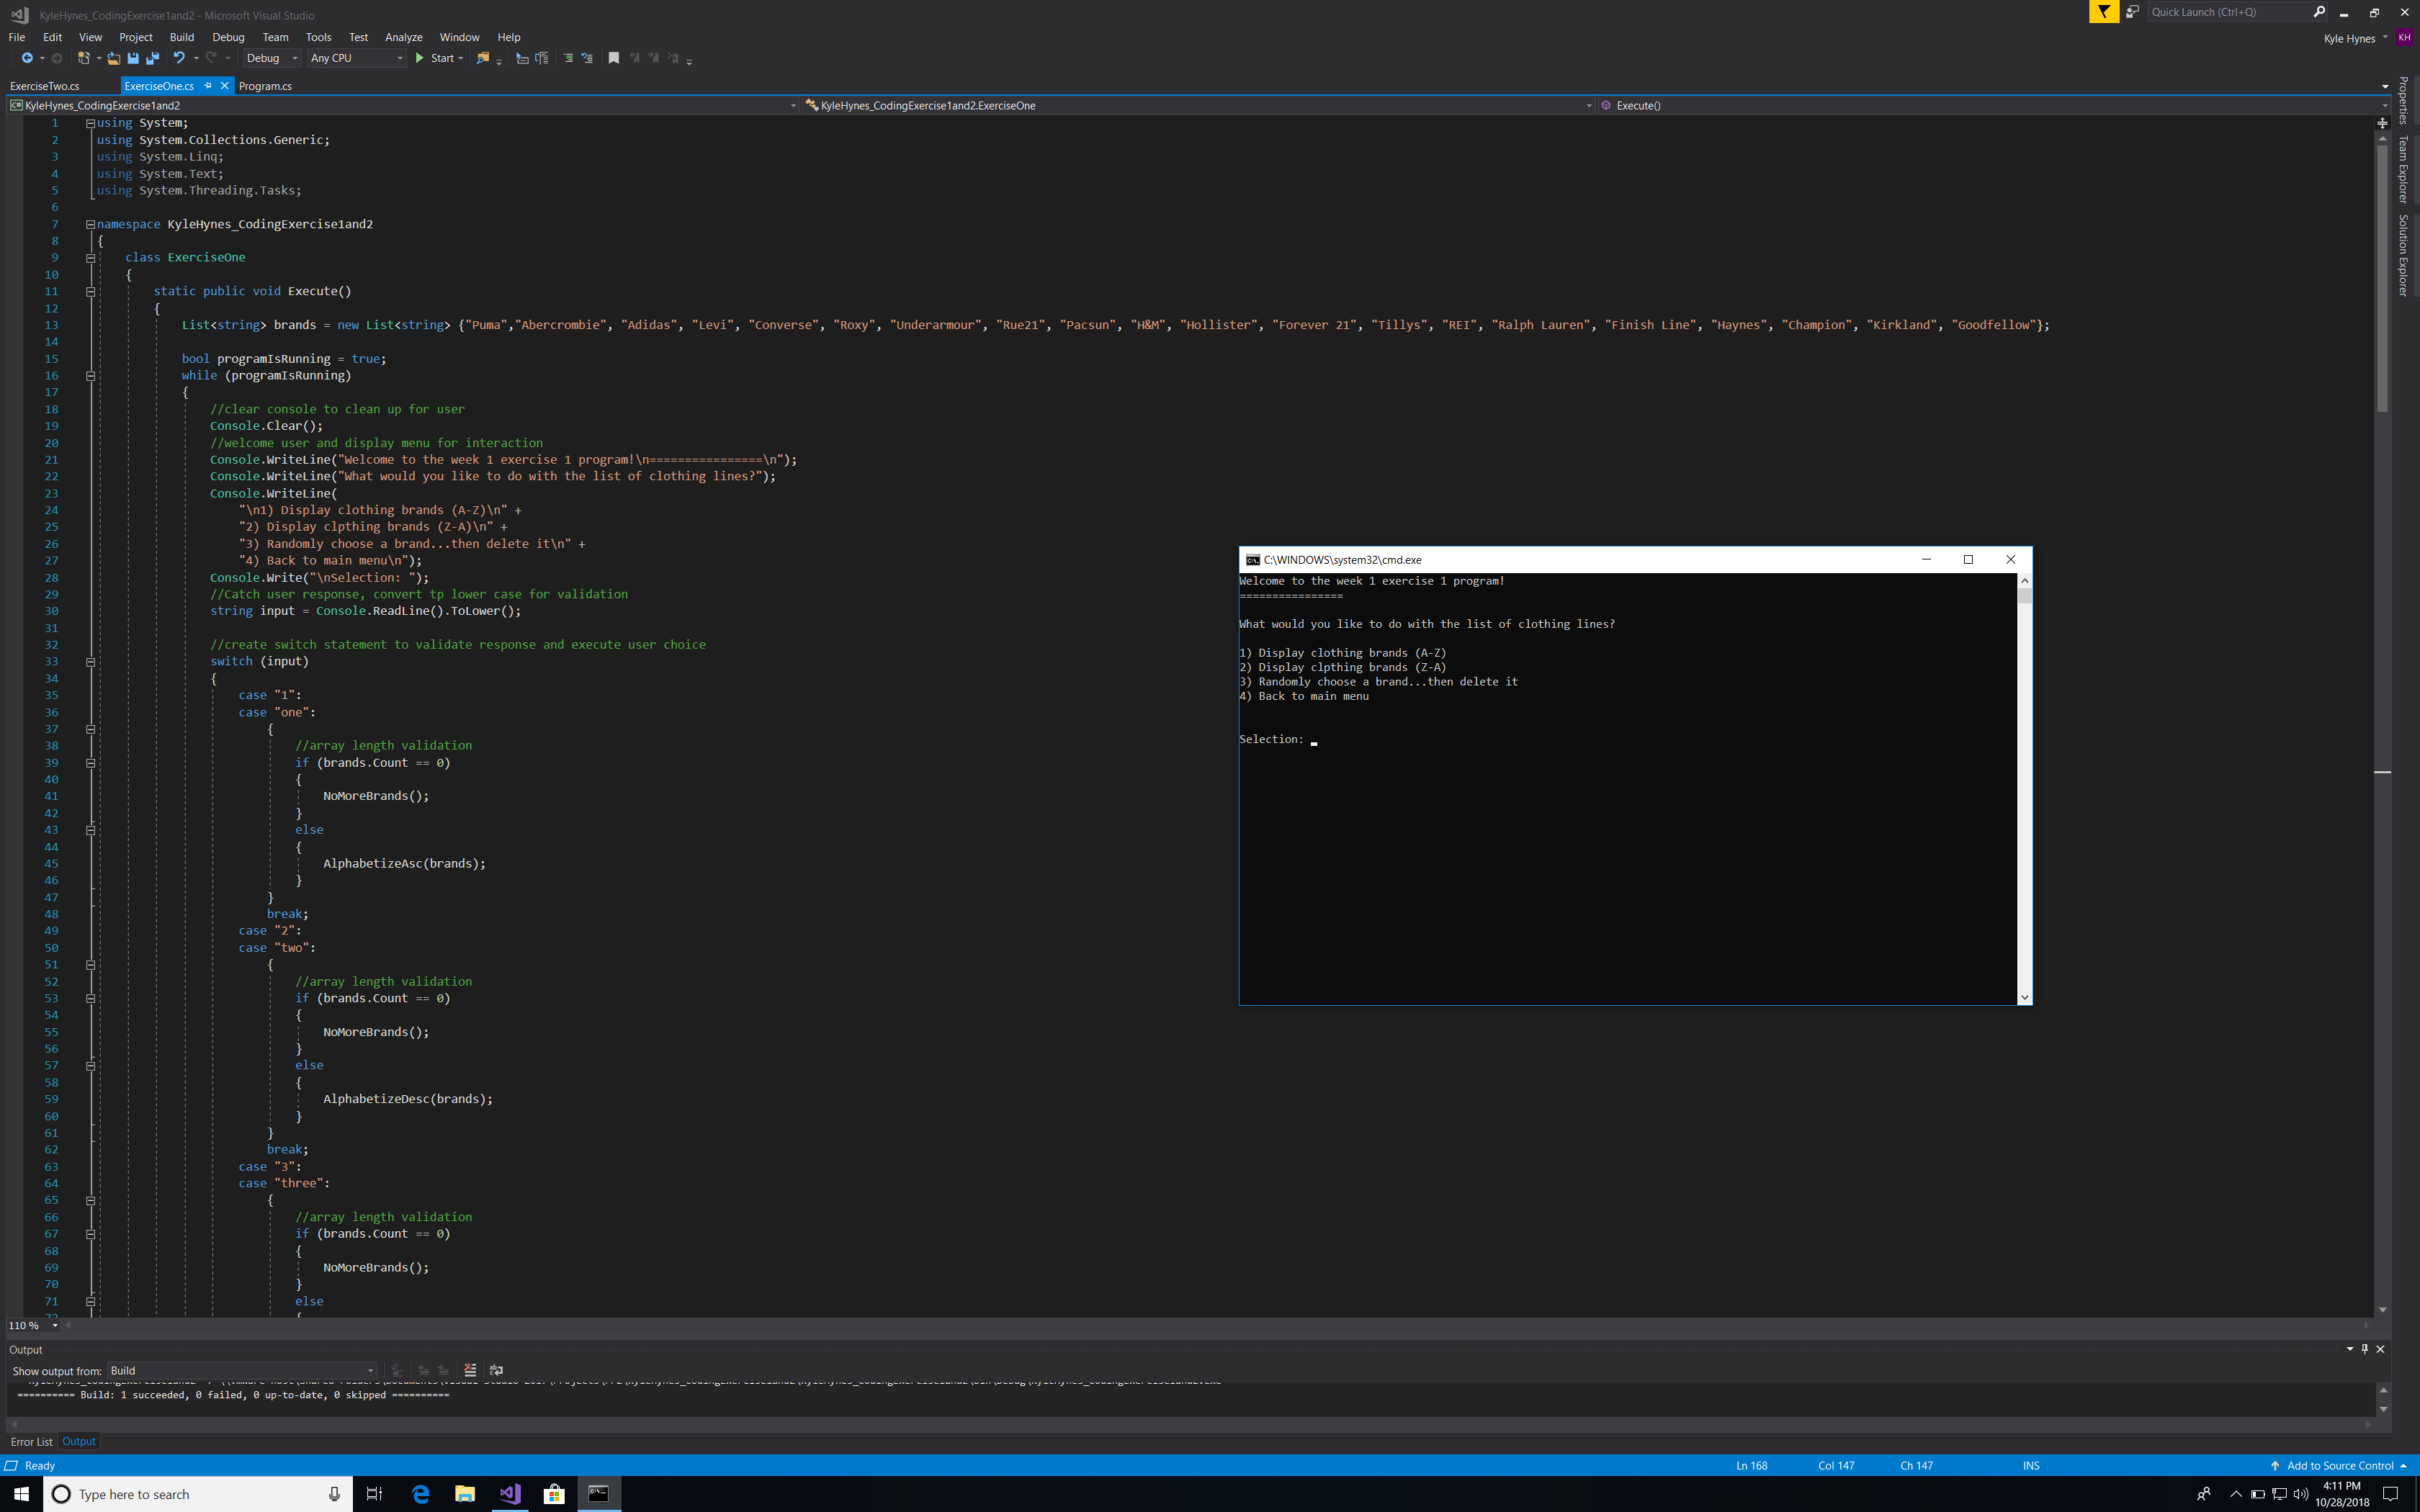 KyleHynes_CodingExercise1and2 - Microsoft Visual Studio
Quick Launch (Ctrl+Q)
File Edit View Project Build Debug Team Tools Test Analyze Window Help
Kyle Hynes KH
Debug Any CPU Start
ExerciseTwo.cs ExerciseOne.cs Program.cs
KyleHynes_CodingExercise1and2 KyleHynes_CodingExercise1and2.ExerciseOne Execute()
Properties
Team Explorer
Solution Explorer
1 using System;
2 using System.Collections.Generic;
3 using System.Linq;
4 using System.Text;
5 using System.Threading.Tasks;
6
7 namespace KyleHynes_CodingExercise1and2
8 {
9 class ExerciseOne
10 {
11 static public void Execute()
12 {
13 List<string> brands = new List<string> {"Puma","Abercrombie", "Adidas", "Levi", "Converse", "Roxy", "Underarmour", "Rue21", "Pacsun", "H&M", "Hollister", "Forever 21", "Tillys", "REI", "Ralph Lauren", "Finish Line", "Haynes", "Champion", "Kirkland", "Goodfellow"};
14
15 bool programIsRunning = true;
16 while (programIsRunning)
17 {
18 //clear console to clean up for user
19 Console.Clear();
20 //welcome user and display menu for interaction
21 Console.WriteLine("Welcome to the week 1 exercise 1 program!\n================\n");
22 Console.WriteLine("What would you like to do with the list of clothing lines?");
23 Console.WriteLine(
24 "\n1) Display clothing brands (A-Z)\n" +
25 "2) Display clpthing brands (Z-A)\n" +
26 "3) Randomly choose a brand...then delete it\n" +
27 "4) Back to main menu\n");
28 Console.Write("\nSelection: ");
29 //Catch user response, convert tp lower case for validation
30 string input = Console.ReadLine().ToLower();
31
32 //create switch statement to validate response and execute user choice
33 switch (input)
34 {
35 case "1":
36 case "one":
37 {
38 //array length validation
39 if (brands.Count == 0)
40 {
41 NoMoreBrands();
42 }
43 else
44 {
45 AlphabetizeAsc(brands);
46 }
47 }
48 break;
49 case "2":
50 case "two":
51 {
52 //array length validation
53 if (brands.Count == 0)
54 {
55 NoMoreBrands();
56 }
57 else
58 {
59 AlphabetizeDesc(brands);
60 }
61 }
62 break;
63 case "3":
64 case "three":
65 {
66 //array length validation
67 if (brands.Count == 0)
68 {
69 NoMoreBrands();
70 }
71 else
72 {
C:\WINDOWS\system32\cmd.exe
Welcome to the week 1 exercise 1 program!
================
What would you like to do with the list of clothing lines?
1) Display clothing brands (A-Z)
2) Display clpthing brands (Z-A)
3) Randomly choose a brand...then delete it
4) Back to main menu
Selection:
110 %
Output
Show output from: Build
========== Build: 1 succeeded, 0 failed, 0 up-to-date, 0 skipped ==========
Error List Output
Ready Ln 168 Col 147 Ch 147 INS Add to Source Control
Type here to search
4:11 PM
10/28/2018